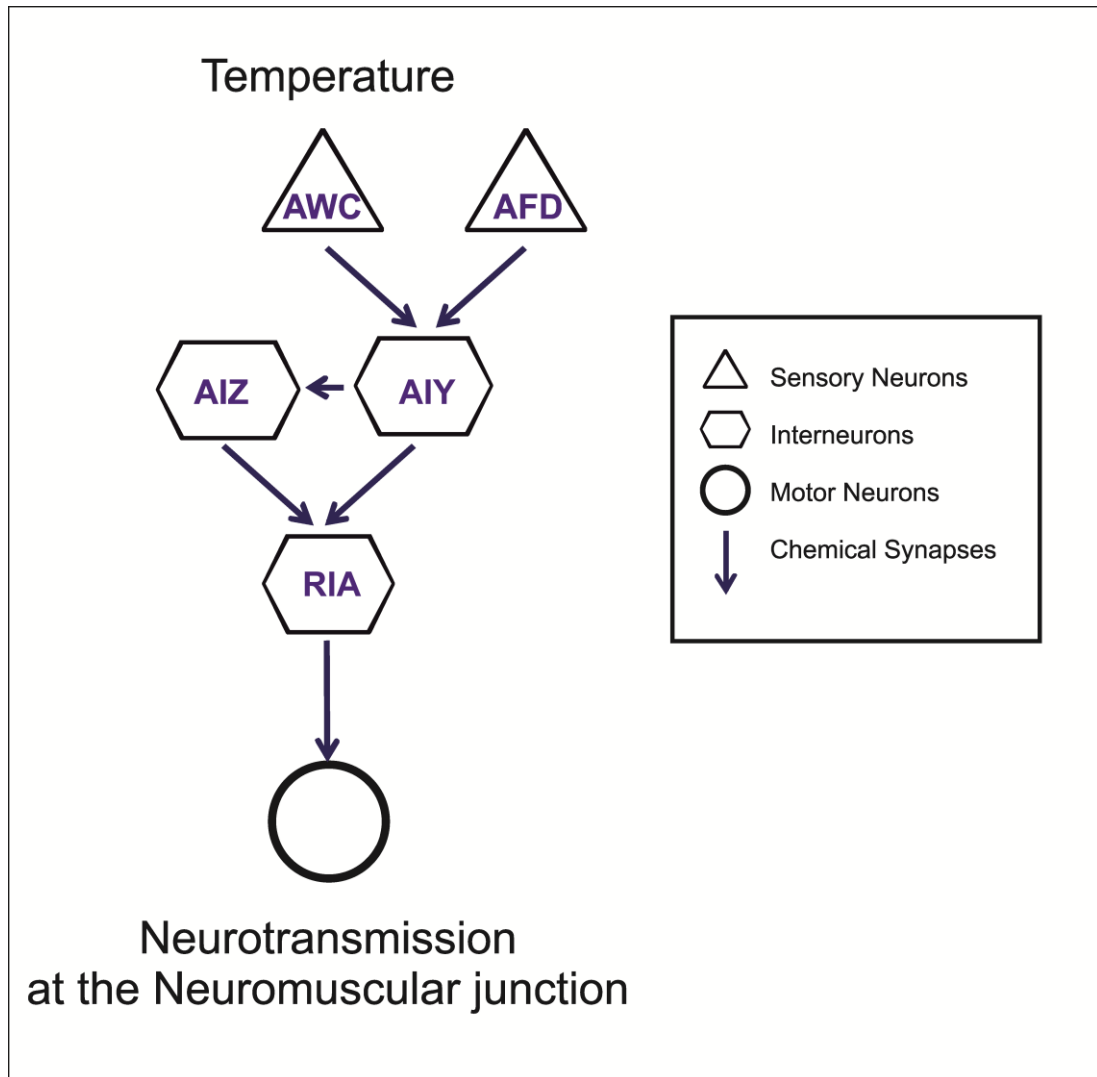 Temperature
AWC
AFD
AIZ
AIY
RIA
Neurotransmission
at the Neuromuscular junction
Sensory Neurons
Interneurons
Motor Neurons
Chemical Synapses